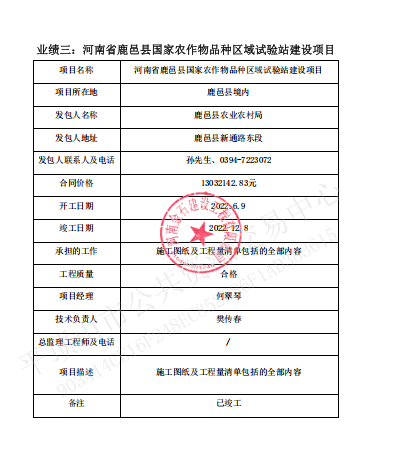 业绩三：河南省鹿邑县国家农作物品种区域试验站建设项目
项目名称 河南省鹿邑县国家农作物品种区域试验站建设项目
项目所在地 鹿邑县境内
发包人名称 鹿邑县农业农村局
发包人地址 鹿邑县新通路东段
发包人联系人及电话 孙先生、0394-7223072
合同价格 13032142.83元
开工日期 2022.6.9
竣工日期 2022.12.8
承担的工作 施工图纸及工程量清单包括的全部内容
工程质量 合格
项目经理 何翠琴
技术负责人 樊传春
总监理工程师及电话 /
项目描述 施工图纸及工程量清单包括的全部内容
备注 已竣工